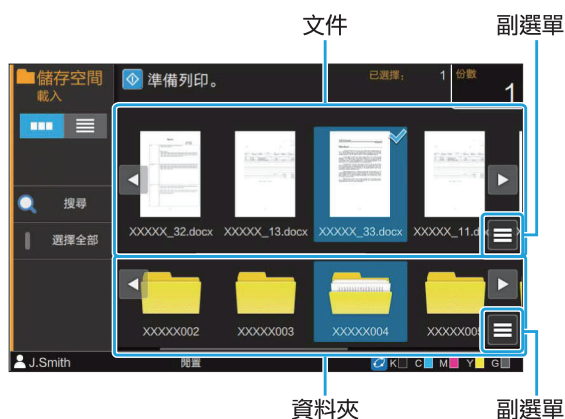 文件
副選單
儲存空間
載入
準備列印。
已選擇:
1
份數
1
搜尋
選擇全部
XXXXX_32.docx
XXXXX_13.docx
XXXXX_33.docx
XXXXX_11.d
XXXXX002
XXXXX003
XXXXX004
XXXXX005
J.Smith
閒置
K
C
M
Y
G
資料夾
副選單